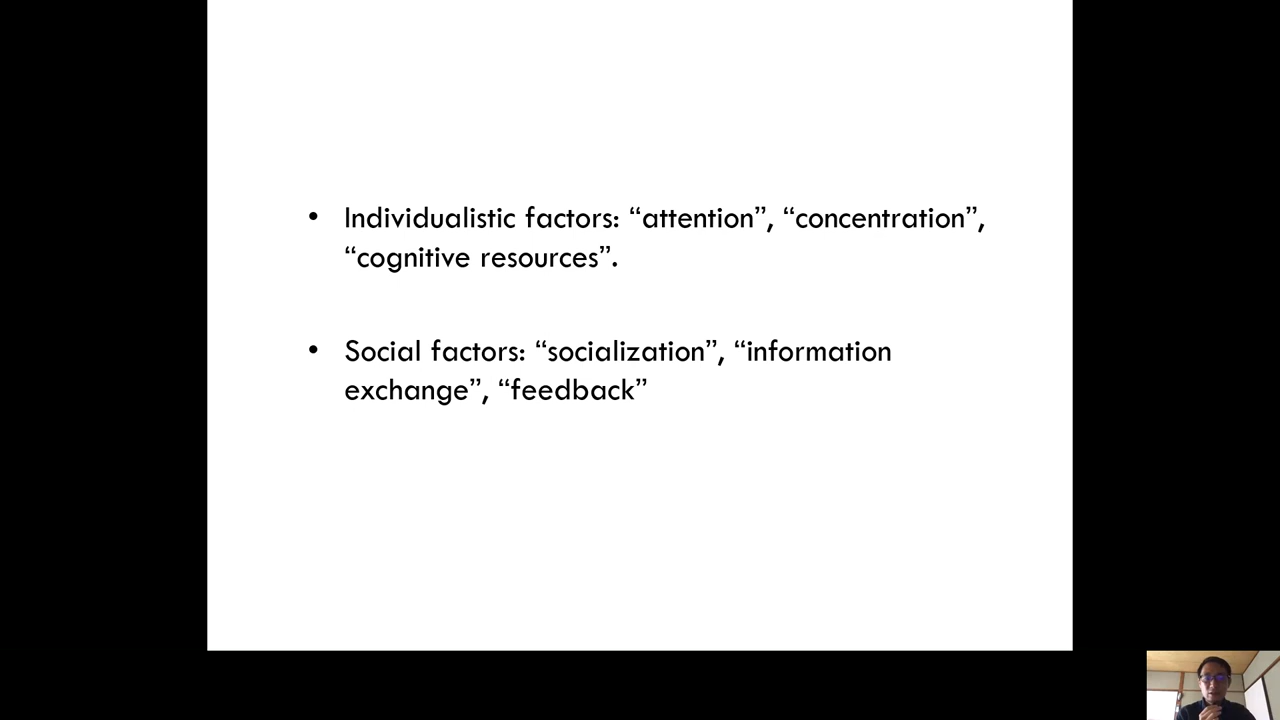 • Individualistic factors: “attention”, “concentration”,
“cognitive resources”.
• Social factors: “socialization”, “information
exchange”, “feedback”